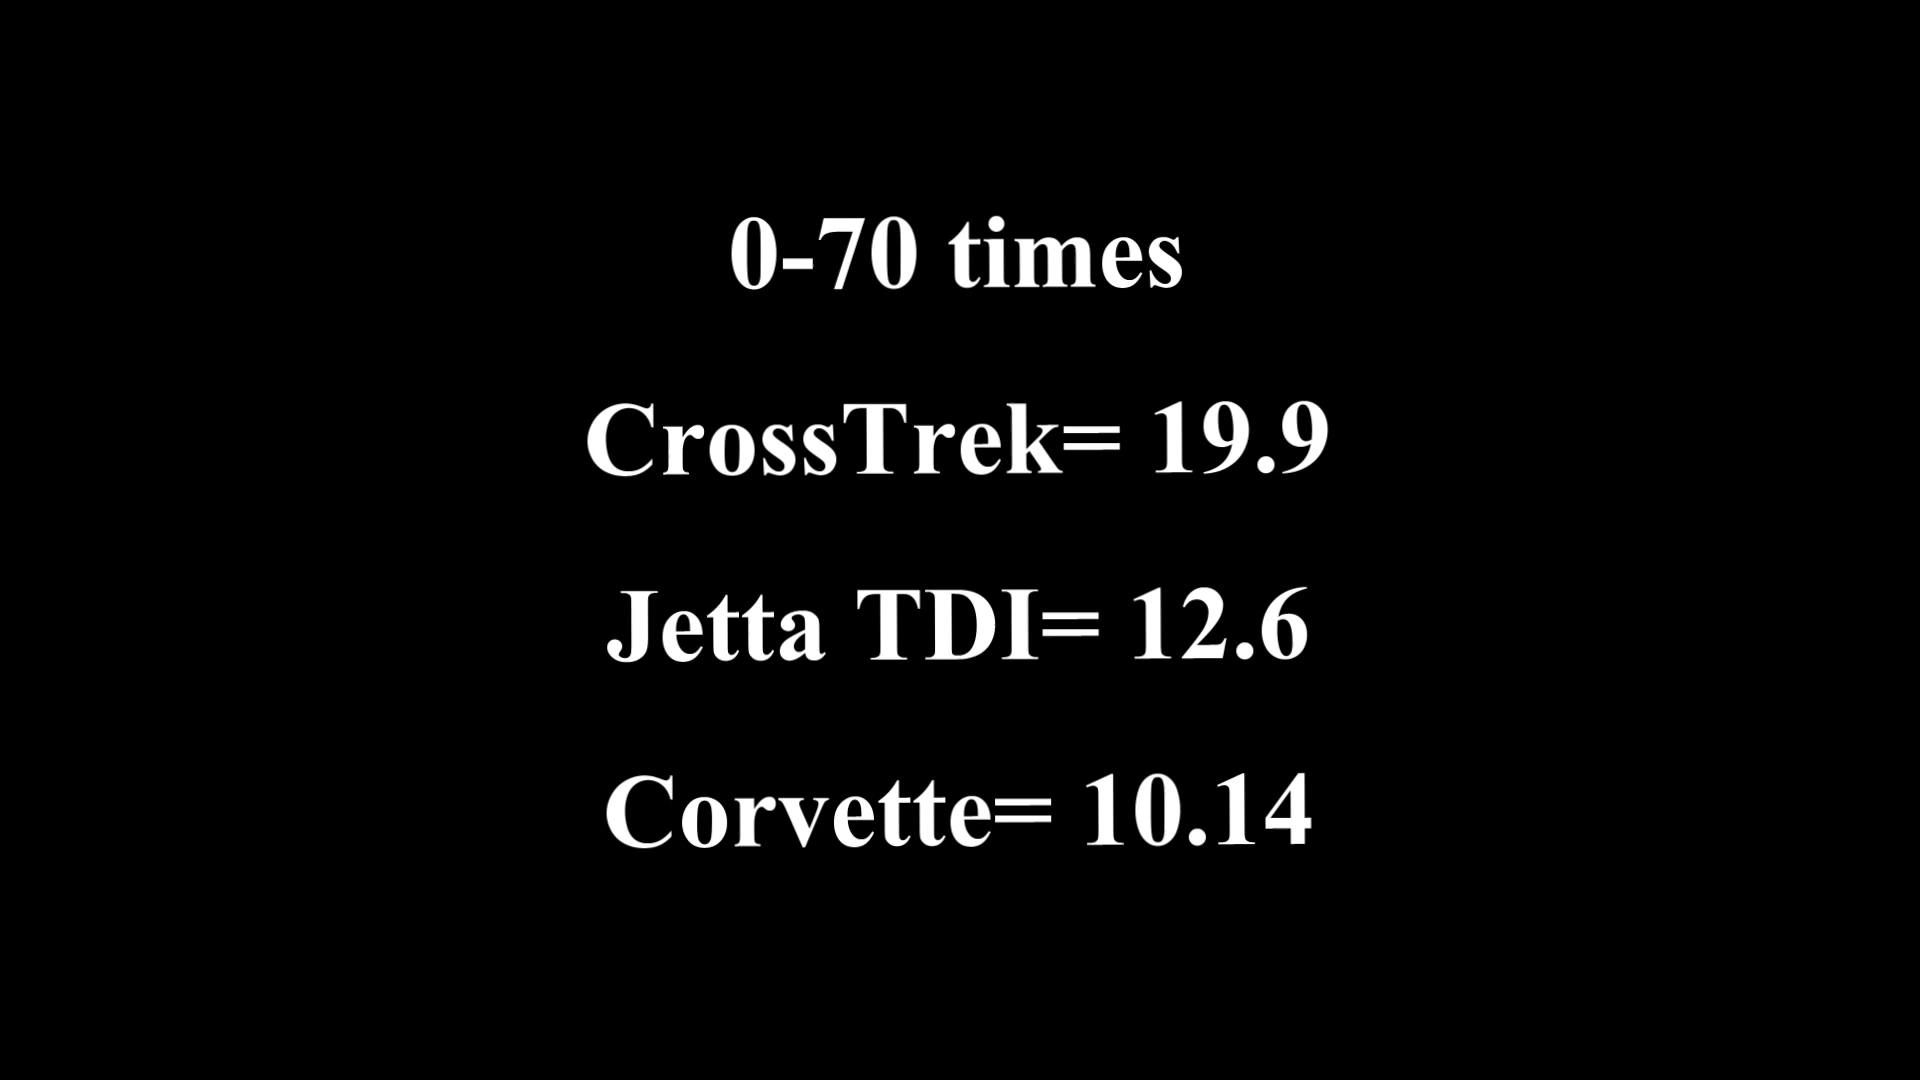 0-70 times
CrossTrek= 19.9
Jetta TDI= 12.6
Corvette= 10.14